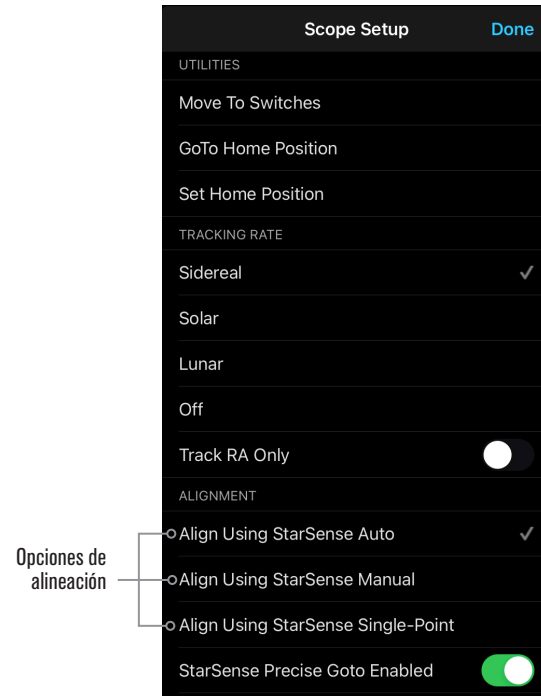 Scope Setup
Done
UTILITIES
Move To Switches
GoTo Home Position
Set Home Position
TRACKING RATE
Sidereal
Solar
Lunar
Off
Track RA Only
ALIGNMENT
Align Using StarSense Auto
Opciones de
alineación
Align Using StarSense Manual
Align Using StarSense Single-Point
StarSense Precise Goto Enabled